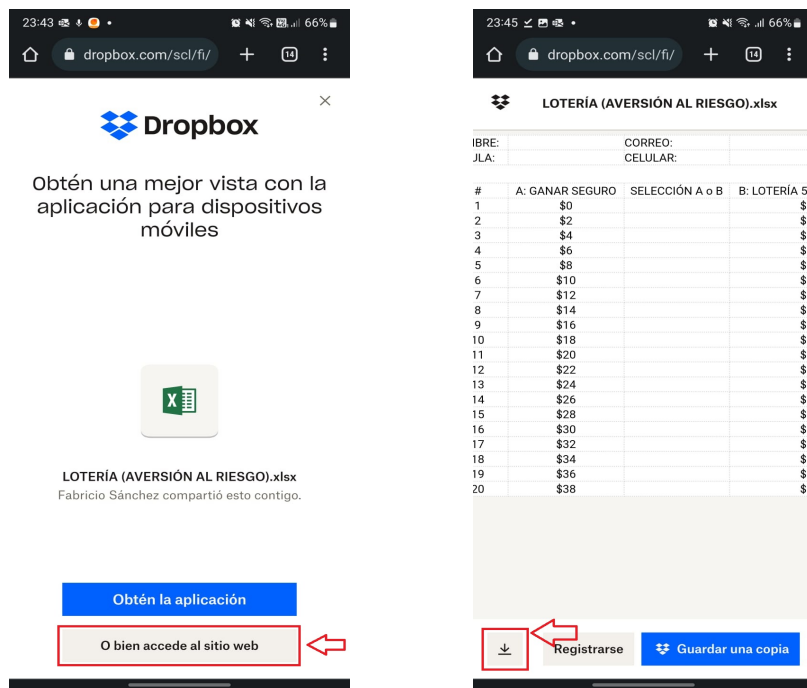 23:43
66%
dropbox.com/scl/fi/
14
Dropbox
Obtén una mejor vista con la
aplicación para dispositivos
móviles
LOTERÍA (AVERSIÓN AL RIESGO).xlsx
Fabricio Sánchez compartió esto contigo.
Obtén la aplicación
O bien accede al sitio web
23:45
66%
dropbox.com/scl/fi/
14
LOTERÍA (AVERSIÓN AL RIESGO).xlsx
IBRE: CORREO:
JLA: CELULAR:
# A: GANAR SEGURO SELECCIÓN A o B B: LOTERÍA 5
1 $0 $
2 $2 $
3 $4 $
4 $6 $
5 $8 $
6 $10 $
7 $12 $
8 $14 $
9 $16 $
10 $18 $
11 $20 $
12 $22 $
13 $24 $
14 $26 $
15 $28 $
16 $30 $
17 $32 $
18 $34 $
19 $36 $
20 $38 $
Registrarse
Guardar una copia